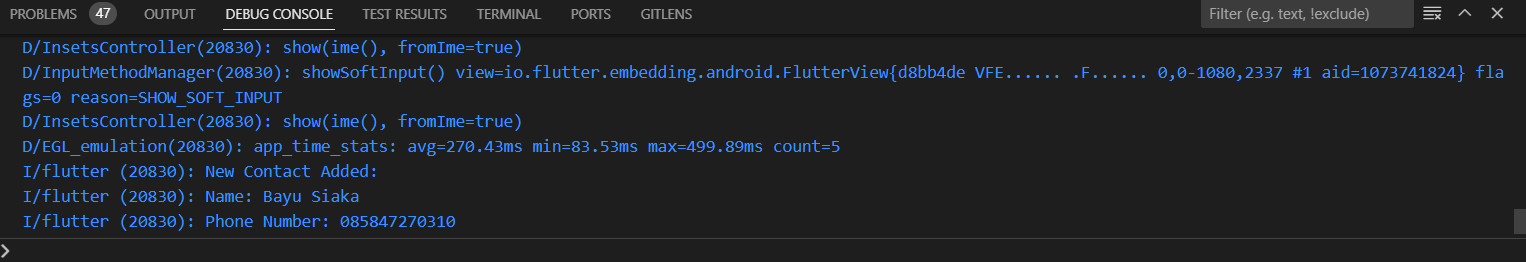 PROBLEMS 47 OUTPUT DEBUG CONSOLE TEST RESULTS TERMINAL PORTS GITLENS Filter (e.g. text, !exclude)
D/InsetsController(20830): show(ime(), fromIme=true)
D/InputMethodManager(20830): showSoftInput() view=io.flutter.embedding.android.FlutterView{d8bb4de VFE...... .F...... 0,0-1080,2337 #1 aid=1073741824} fla
gs=0 reason=SHOW_SOFT_INPUT
D/InsetsController(20830): show(ime(), fromIme=true)
D/EGL_emulation(20830): app_time_stats: avg=270.43ms min=83.53ms max=499.89ms count=5
I/flutter (20830): New Contact Added:
I/flutter (20830): Name: Bayu Siaka
I/flutter (20830): Phone Number: 085847270310